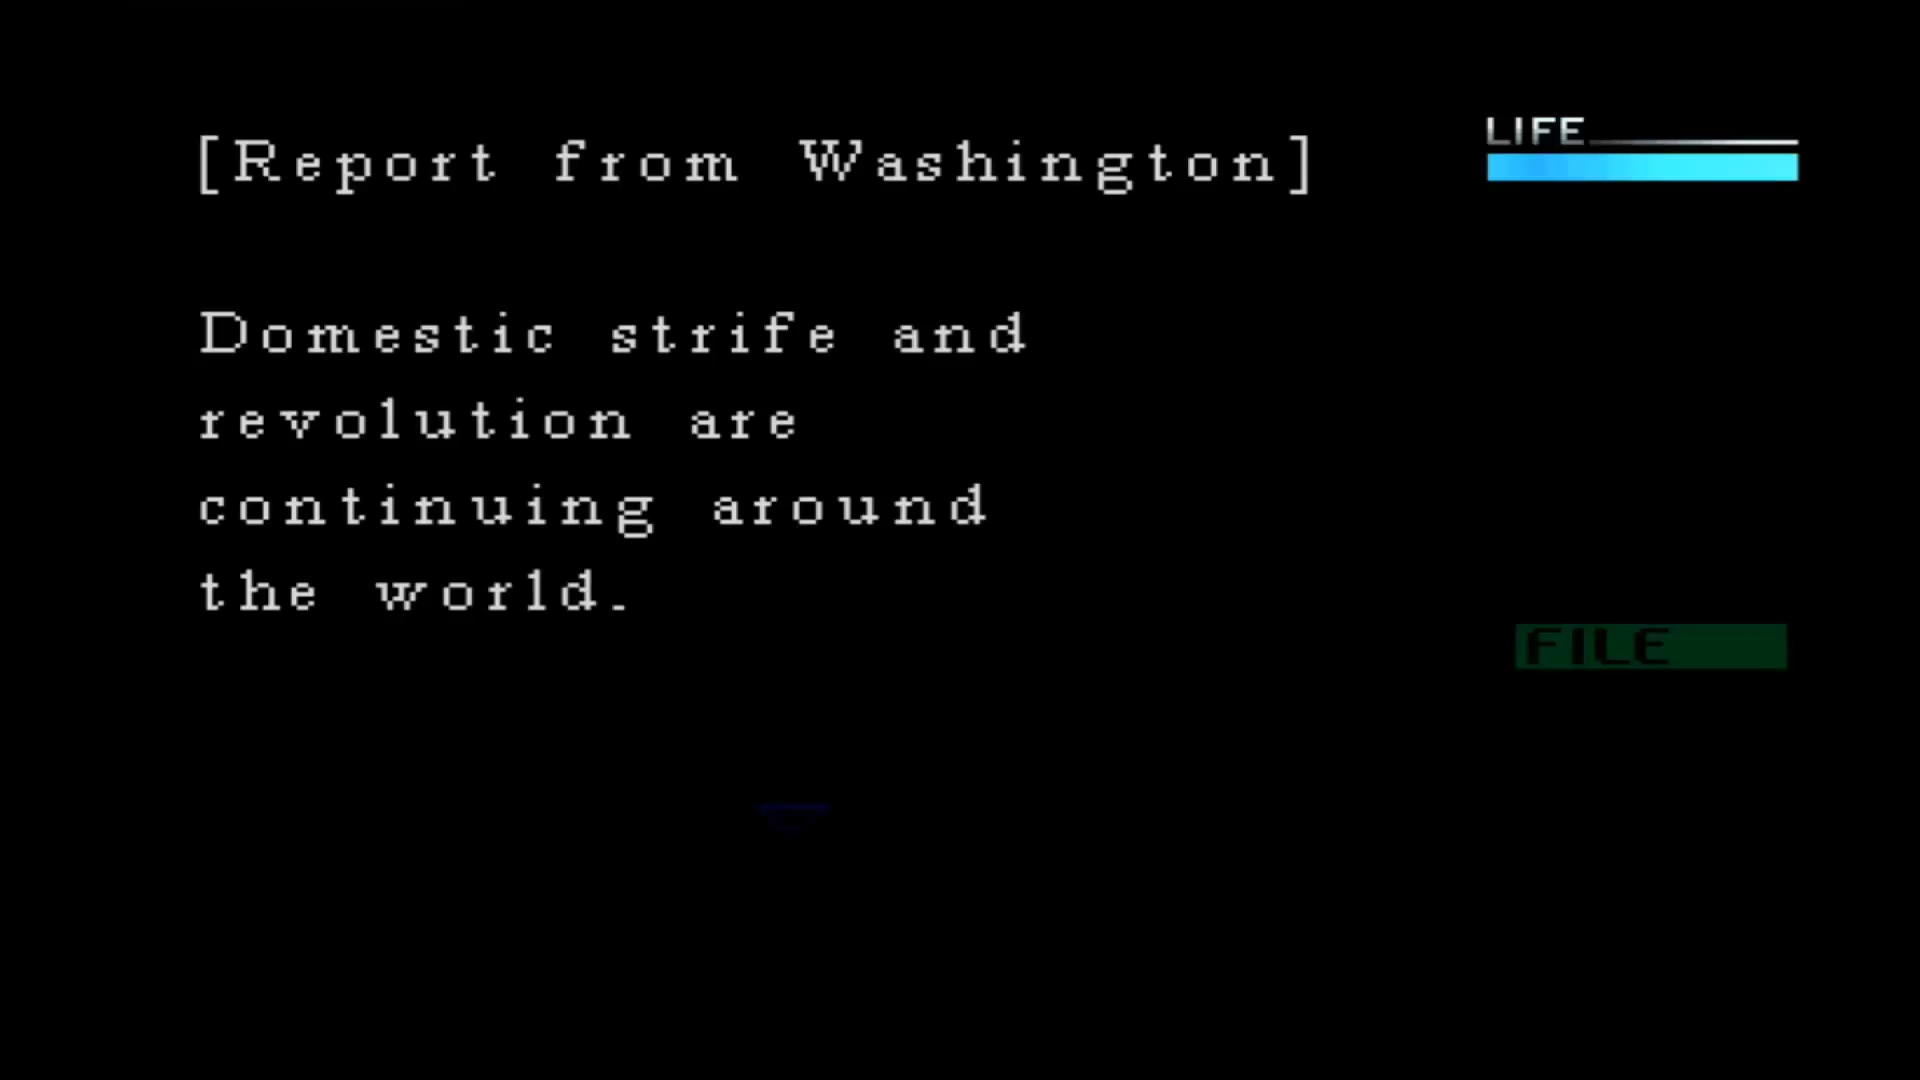 [Report from Washington]
LIFE
Domestic strife and
revolution are
continuing around
the world.
FILE